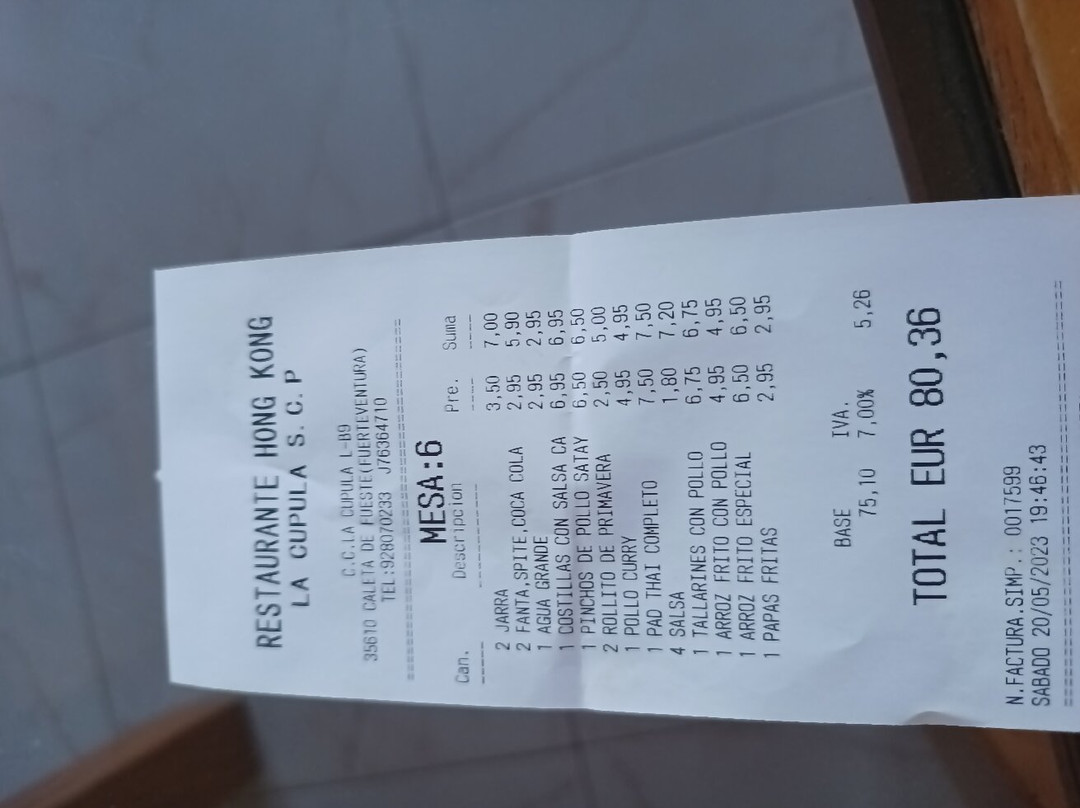 RESTAURANTE HONG KONG
LA CUPULA S. C. P
C.C.LA CUPULA L-B9
35610 CALETA DE FUESTE(FUERTEVENTURA)
TEL:928070233 J76364710
MESA:6
Can. Descripcion Pre. Suma
2 JARRA 3,50 7,00
2 FANTA,SPITE,COCA COLA 2,95 5,90
1 AGUA GRANDE 2,95 2,95
1 COSTILLAS CON SALSA CA 6,95 6,95
1 PINCHOS DE POLLO SATAY 6,50 6,50
2 ROLLITO DE PRIMAVERA 2,50 5,00
1 POLLO CURRY 4,95 4,95
1 PAD THAI COMPLETO 7,50 7,50
4 SALSA 1,80 7,20
1 TALLARINES CON POLLO 6,75 6,75
1 ARROZ FRITO CON POLLO 4,95 4,95
1 ARROZ FRITO ESPECIAL 6,50 6,50
1 PAPAS FRITAS 2,95 2,95
BASE IVA.
75,10 7,00% 5,26
TOTAL EUR 80,36
N.FACTURA.SIMP.: 0017599
SABADO 20/05/2023 19:46:43